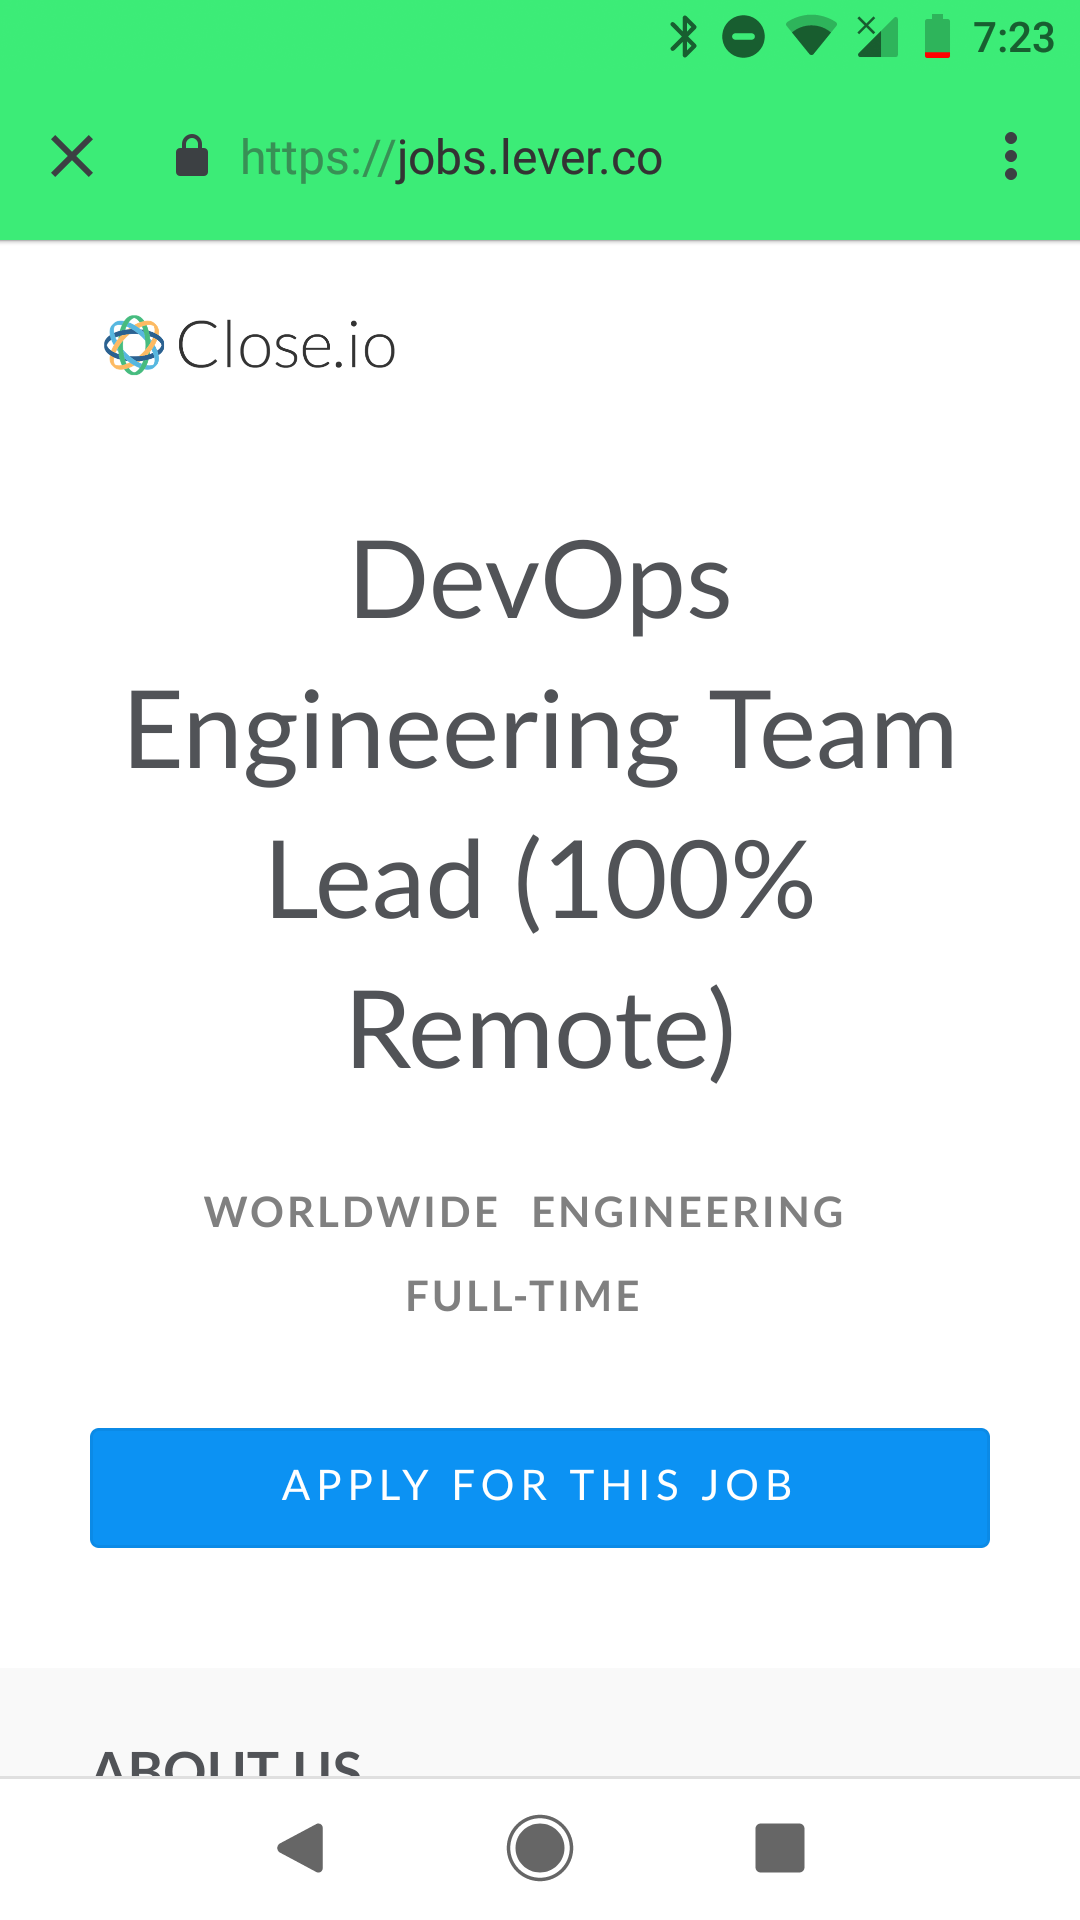 7:23
https://jobs.lever.co
Close.io
DevOps
Engineering Team
Lead (100%
Remote)
WORLDWIDE ENGINEERING
FULL-TIME
APPLY FOR THIS JOB
ABOUT US